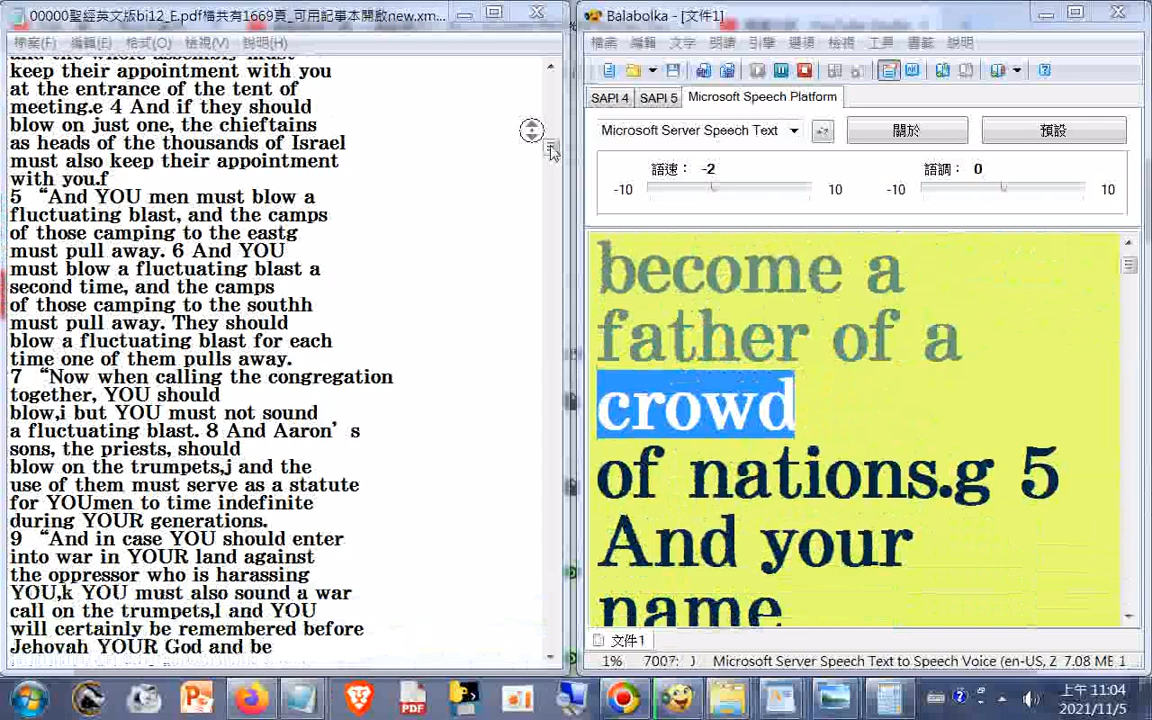 00000聖經英文版bi12_E.pdf檔共有1669頁_可用記事本開啟new.xm...
檔案(F) 編輯(E) 格式(O) 檢視(V) 說明(H)
keep their appointment with you
at the entrance of the tent of
meeting.e 4 And if they should
blow on just one, the chieftains
as heads of the thousands of Israel
must also keep their appointment
with you.f
5 “And YOU men must blow a
fluctuating blast, and the camps
of those camping to the eastg
must pull away. 6 And YOU
must blow a fluctuating blast a
second time, and the camps
of those camping to the southh
must pull away. They should
blow a fluctuating blast for each
time one of them pulls away.
7 “Now when calling the congregation
together, YOU should
blow,i but YOU must not sound
a fluctuating blast. 8 And Aaron’s
sons, the priests, should
blow on the trumpets,j and the
use of them must serve as a statute
for YOUmen to time indefinite
during YOUR generations.
9 “And in case YOU should enter
into war in YOUR land against
the oppressor who is harassing
YOU,k YOU must also sound a war
call on the trumpets,l and YOU
will certainly be remembered before
Jehovah YOUR God and be
Balabolka - [文件1]
檔案 編輯 文字 朗讀 引擎 選項 檢視 工具 書籤 說明
SAPI 4 SAPI 5 Microsoft Speech Platform
Microsoft Server Speech Text 關於 預設
語速： -2 語調： 0
-10 10 -10 10
become a
father of a
crowd
of nations.g 5
And your
name
文件1
1% 7007: Microsoft Server Speech Text to Speech Voice (en-US, Z 7.08 ME 1
PDF
上午 11:04
2021/11/5